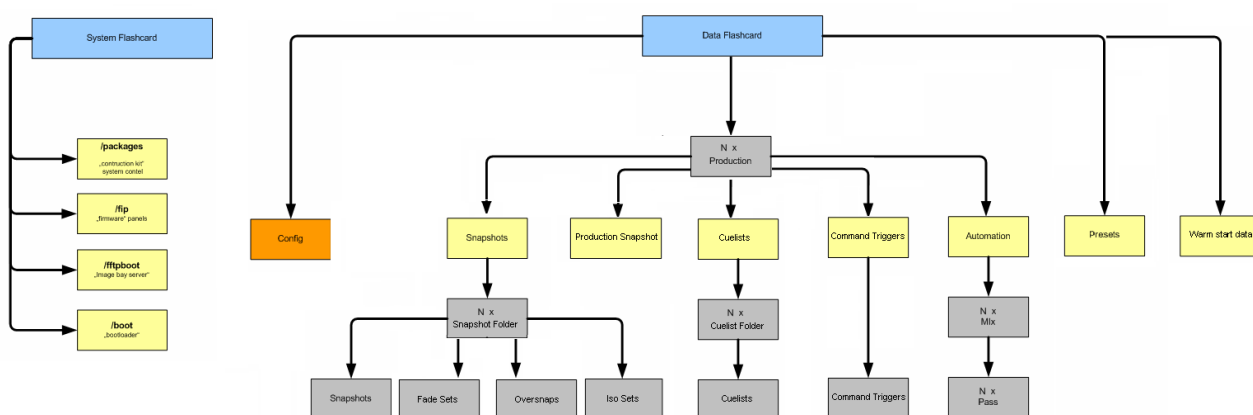 System Flashcard
/packages
„contruction kit"
system contel
/fip
„firmware" panels
/fftpboot
„Image bay server"
/boot
„bootloader"
Data Flashcard
N x
Production
Config
Snapshots
Production Snapshot
Cuelists
Command Triggers
Automation
Presets
Warm start data
N x
Snapshot Folder
N x
Cuelist Folder
N x
MIx
Snapshots
Fade Sets
Oversnaps
Iso Sets
Cuelists
Command Triggers
N x
Pass